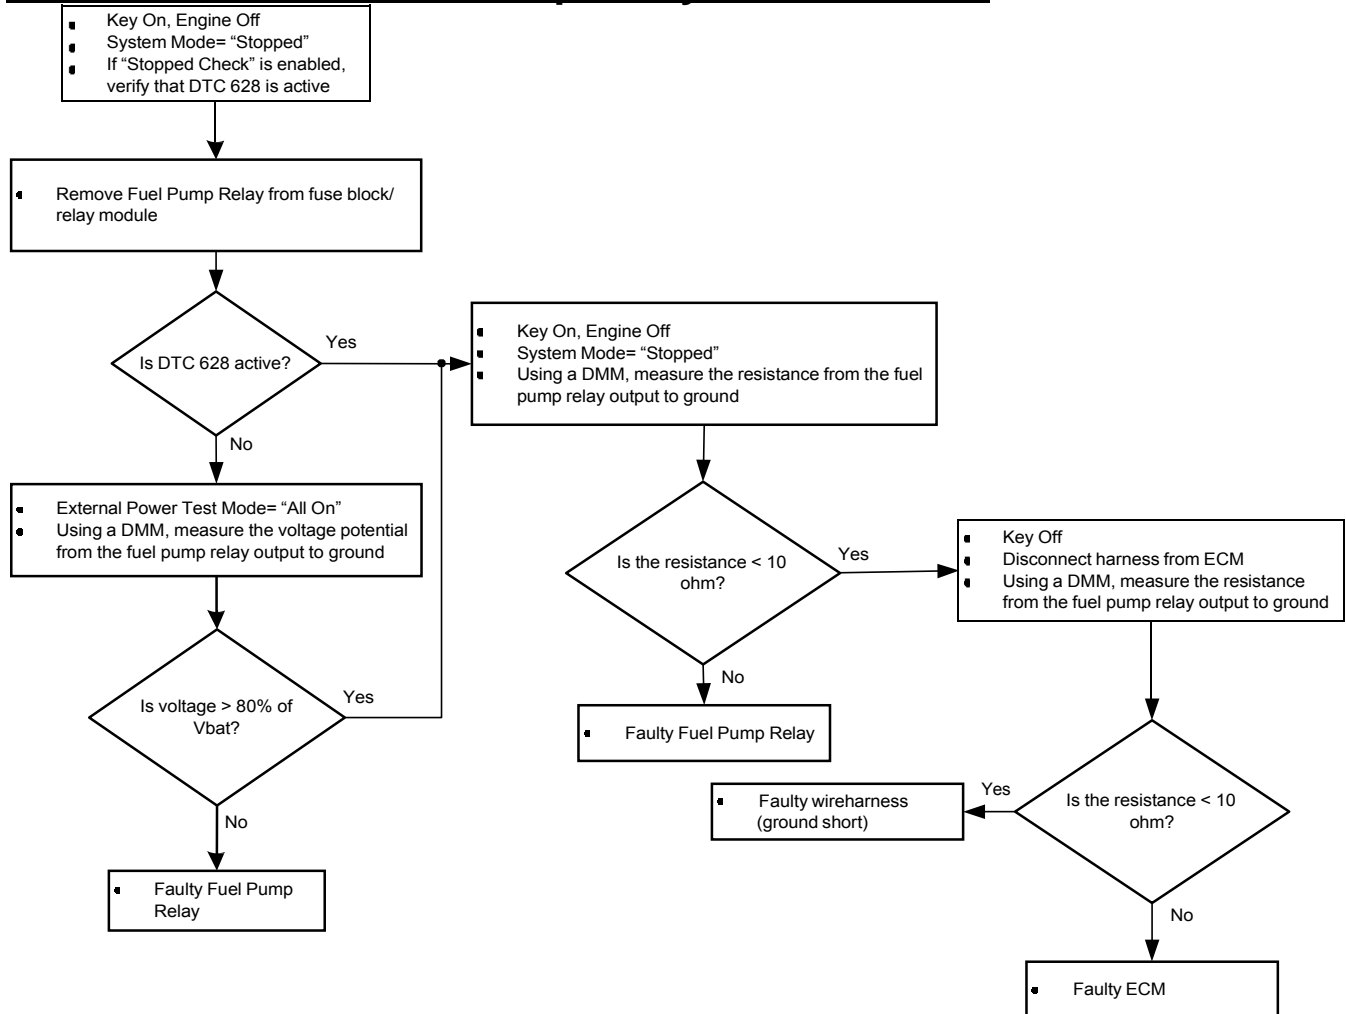 Key On, Engine Off
System Mode= “Stopped”
If “Stopped Check” is enabled,
verify that DTC 628 is active
Remove Fuel Pump Relay from fuse block/
relay module
Is DTC 628 active?
Yes
No
Key On, Engine Off
System Mode= “Stopped”
Using a DMM, measure the resistance from the fuel
pump relay output to ground
External Power Test Mode= “All On”
Using a DMM, measure the voltage potential
from the fuel pump relay output to ground
Is the resistance < 10
ohm?
Yes
No
Key Off
Disconnect harness from ECM
Using a DMM, measure the resistance
from the fuel pump relay output to ground
Is voltage > 80% of
Vbat?
Yes
No
Faulty Fuel Pump Relay
Faulty wireharness
(ground short)
Yes
Is the resistance < 10
ohm?
No
Faulty Fuel Pump
Relay
Faulty ECM